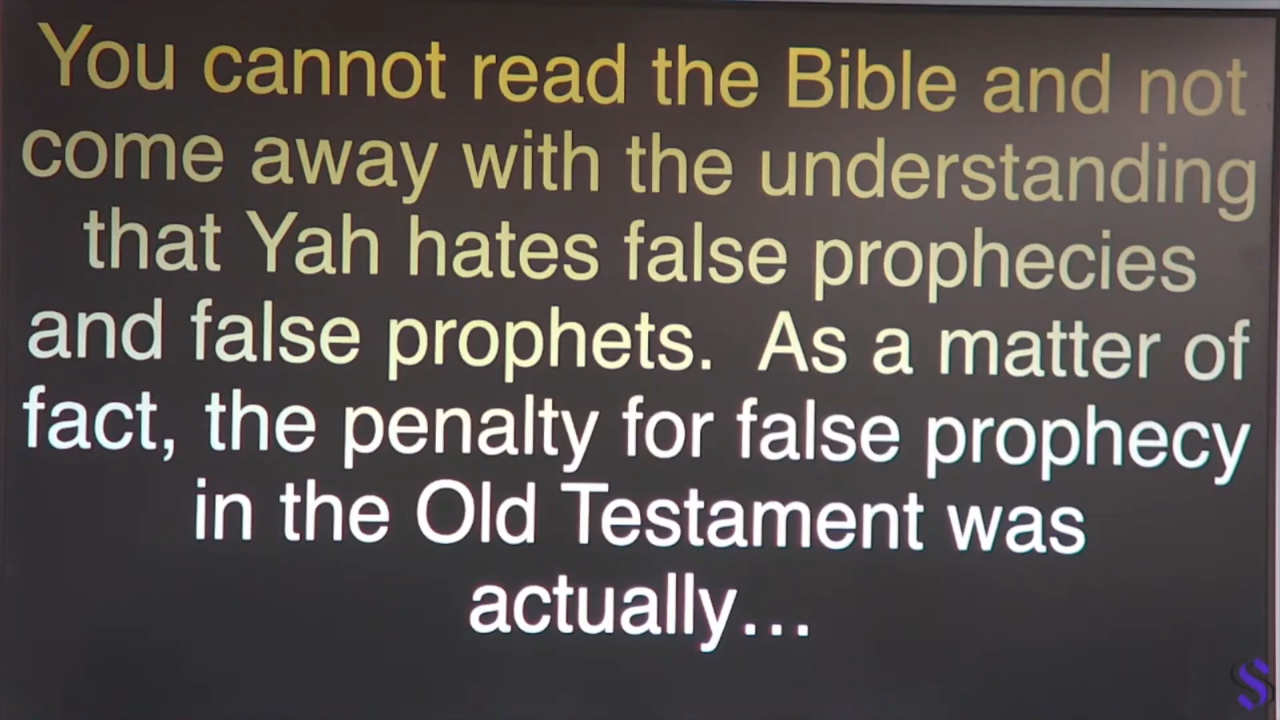 You cannot read the Bible and not
come away with the understanding
that Yah hates false prophecies
and false prophets.  As a matter of
fact, the penalty for false prophecy
in the Old Testament was
actually...
S